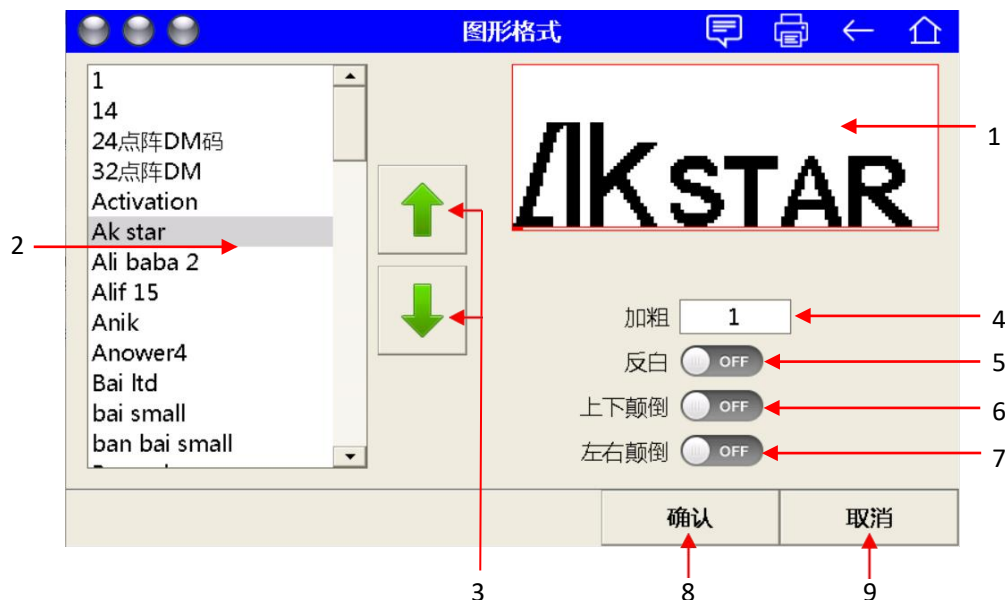 图形格式
1
14
24点阵DM码
32点阵DM
Activation
Ak star
Ali baba 2
Alif 15
Anik
Anower4
Bai ltd
bai small
ban bai small
AK STAR
加粗 1
反白 OFF
上下颠倒 OFF
左右颠倒 OFF
确认
取消
1
2
3
4
5
6
7
8
9